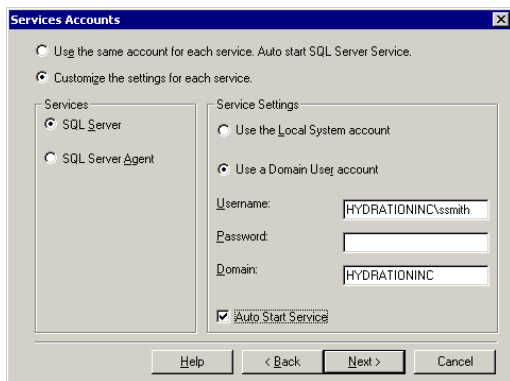 Services Accounts
Use the same account for each service. Auto start SQL Server Service.
Customize the settings for each service.
Services
SQL Server
SQL Server Agent
Service Settings
Use the Local System account
Use a Domain User account
Username:
HYDRATIONINC\ssmith
Password:
Domain:
HYDRATIONINC
Auto Start Service
Help
< Back
Next >
Cancel